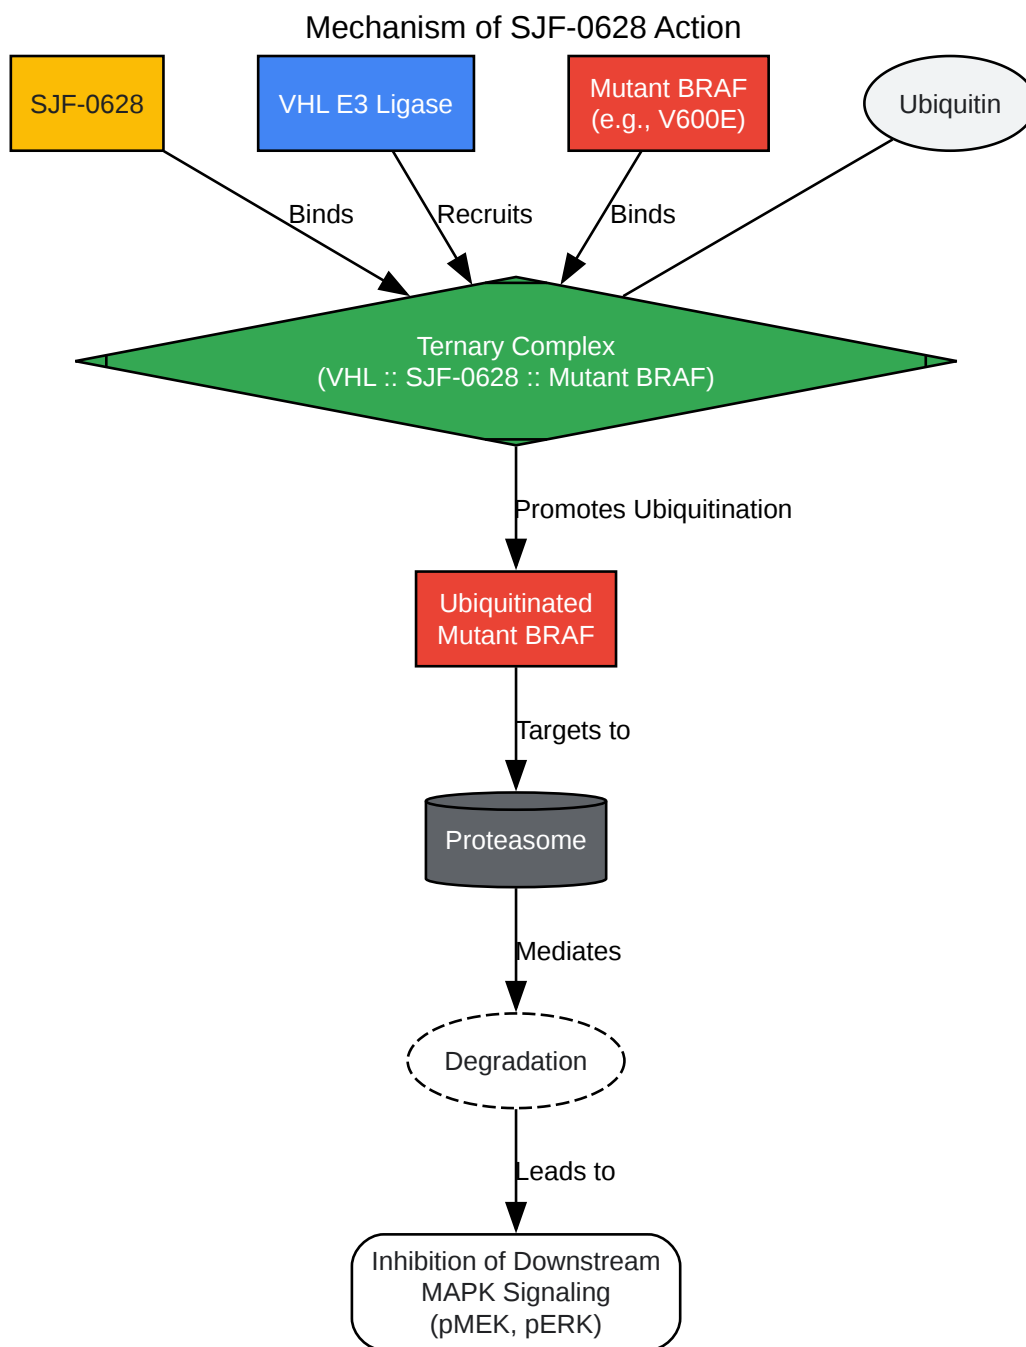 Mechanism of SJF-0628 Action
SJF-0628
VHL E3 Ligase
Mutant BRAF
(e.g., V600E)
Ubiquitin
Binds
Recruits
Binds
Ternary Complex
(VHL :: SJF-0628 :: Mutant BRAF)
Promotes Ubiquitination
Ubiquitinated
Mutant BRAF
Targets to
Proteasome
Mediates
Degradation
Leads to
Inhibition of Downstream
MAPK Signaling
(pMEK, pERK)